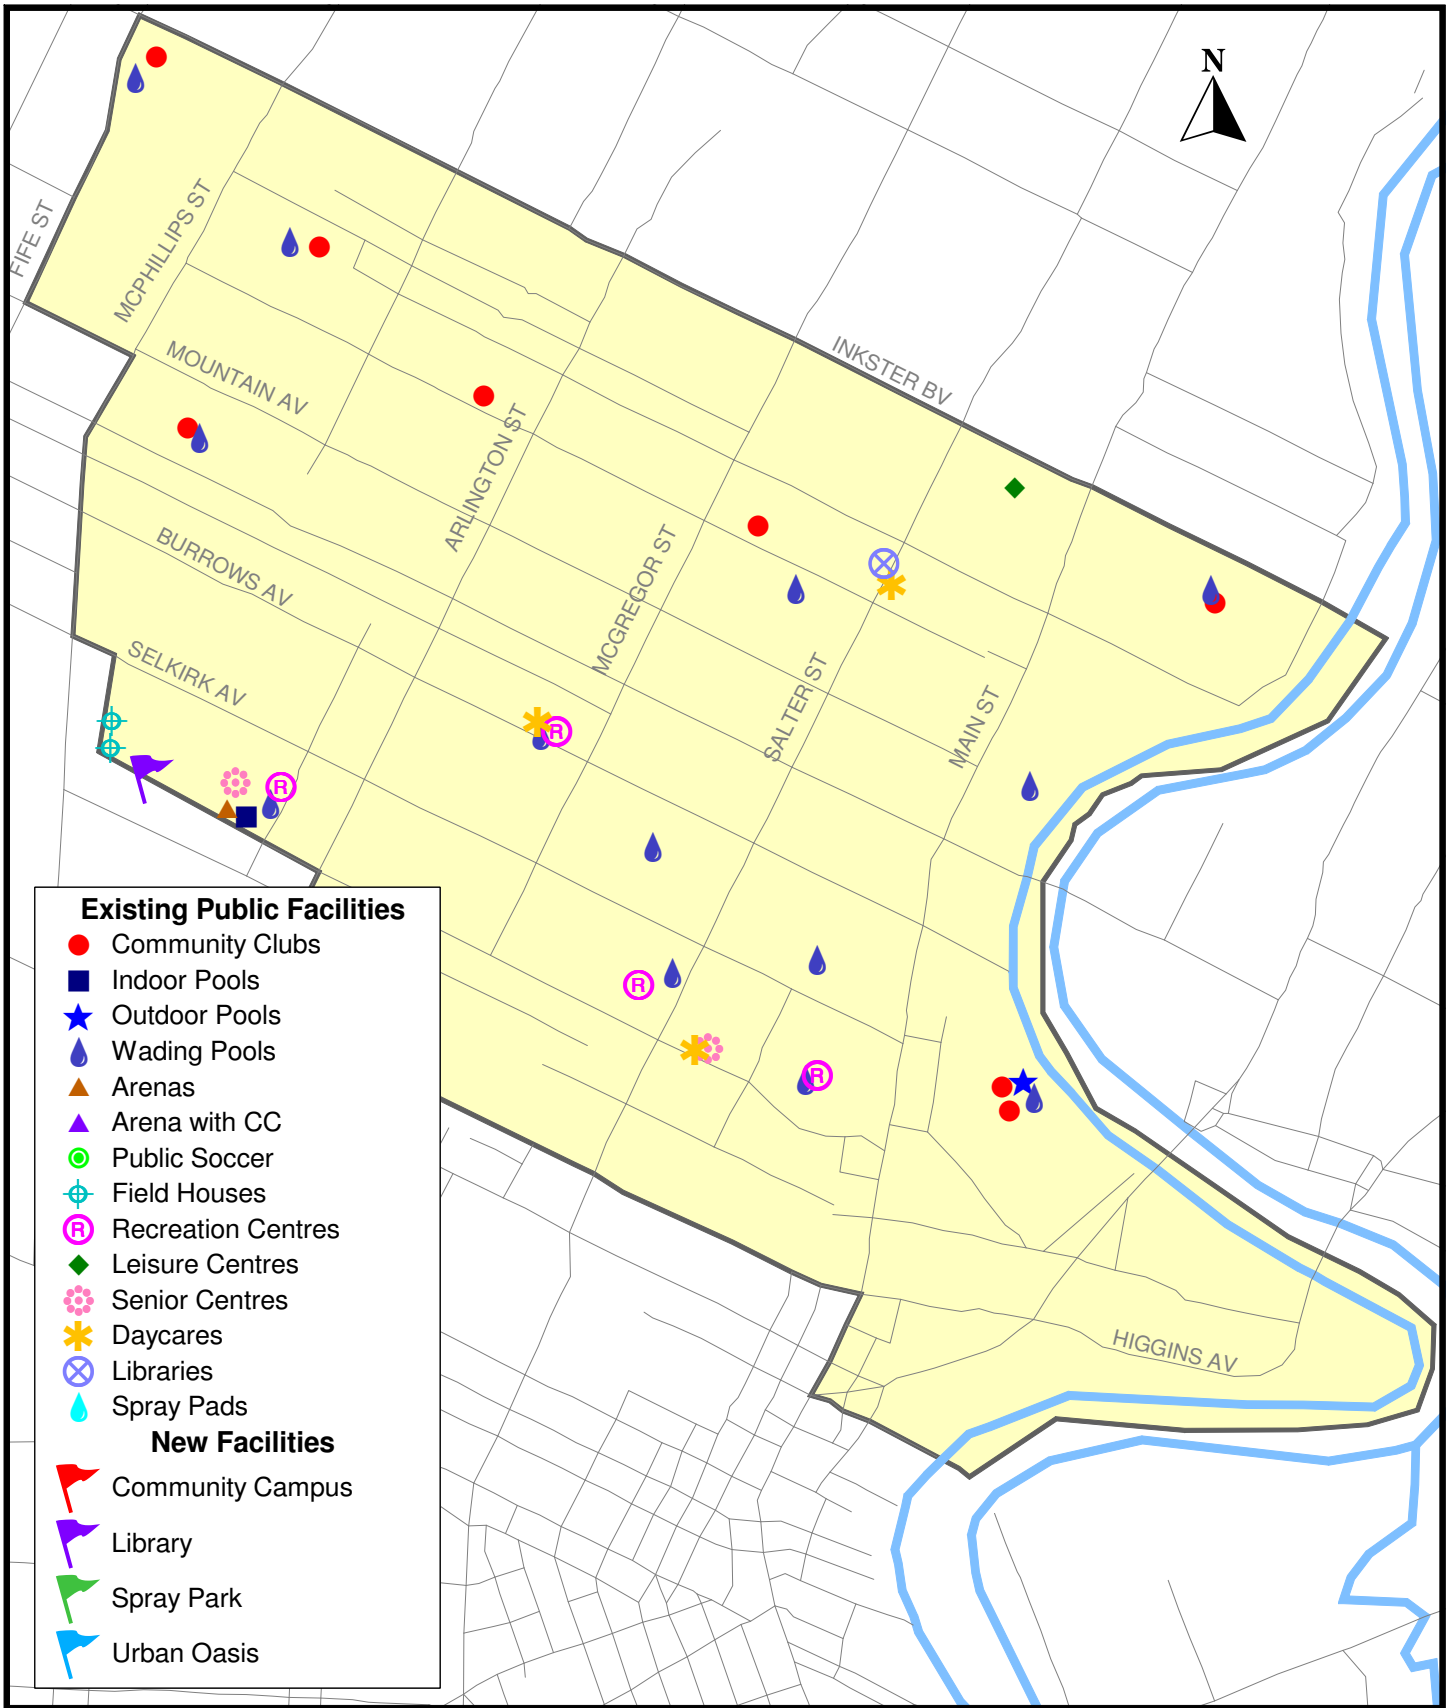 N
FIFE ST
MCPHILLIPS ST
MOUNTAIN AV
INKSTER BV
ARLINGTON ST
BURROWS AV
MCGREGOR ST
SELKIRK AV
SALTER ST
MAIN ST
R
R
R
R
HIGGINS AV
Existing Public Facilities
Community Clubs
Indoor Pools
Outdoor Pools
Wading Pools
Arenas
Arena with CC
Public Soccer
Field Houses
R Recreation Centres
Leisure Centres
Senior Centres
Daycares
Libraries
Spray Pads
New Facilities
Community Campus
Library
Spray Park
Urban Oasis